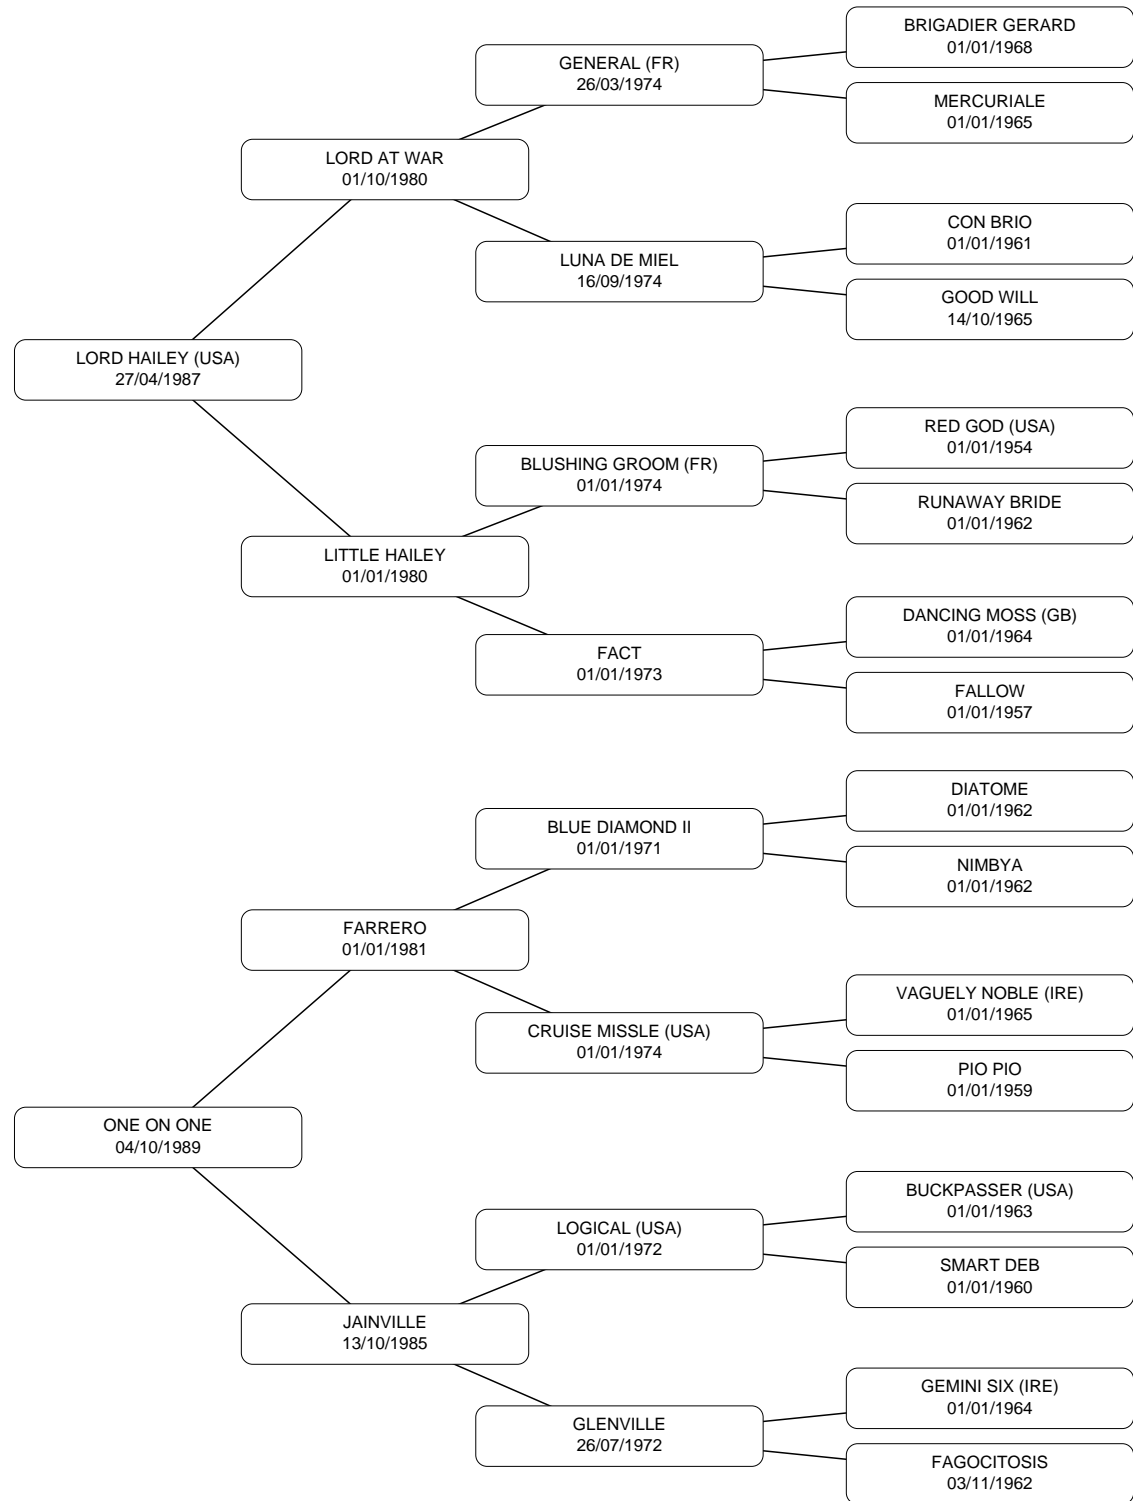 BRIGADIER GERARD
01/01/1968
GENERAL (FR)
26/03/1974
MERCURIALE
01/01/1965
LORD AT WAR
01/10/1980
CON BRIO
01/01/1961
LUNA DE MIEL
16/09/1974
GOOD WILL
14/10/1965
LORD HAILEY (USA)
27/04/1987
RED GOD (USA)
01/01/1954
BLUSHING GROOM (FR)
01/01/1974
RUNAWAY BRIDE
01/01/1962
LITTLE HAILEY
01/01/1980
DANCING MOSS (GB)
01/01/1964
FACT
01/01/1973
FALLOW
01/01/1957
DIATOME
01/01/1962
BLUE DIAMOND II
01/01/1971
NIMBYA
01/01/1962
FARRERO
01/01/1981
VAGUELY NOBLE (IRE)
01/01/1965
CRUISE MISSLE (USA)
01/01/1974
PIO PIO
01/01/1959
ONE ON ONE
04/10/1989
BUCKPASSER (USA)
01/01/1963
LOGICAL (USA)
01/01/1972
SMART DEB
01/01/1960
JAINVILLE
13/10/1985
GEMINI SIX (IRE)
01/01/1964
GLENVILLE
26/07/1972
FAGOCITOSIS
03/11/1962